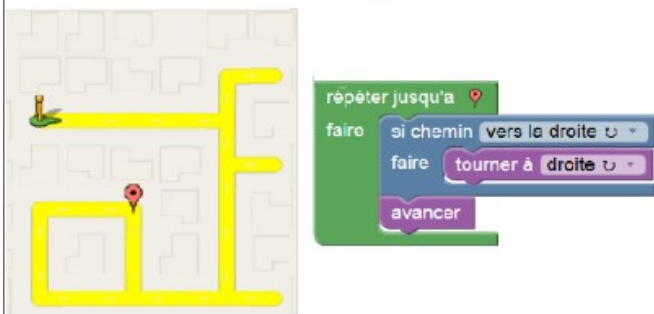 répéter jusqu'a
faire si chemin vers la droite ↻
faire tourner à droite ↻
avancer